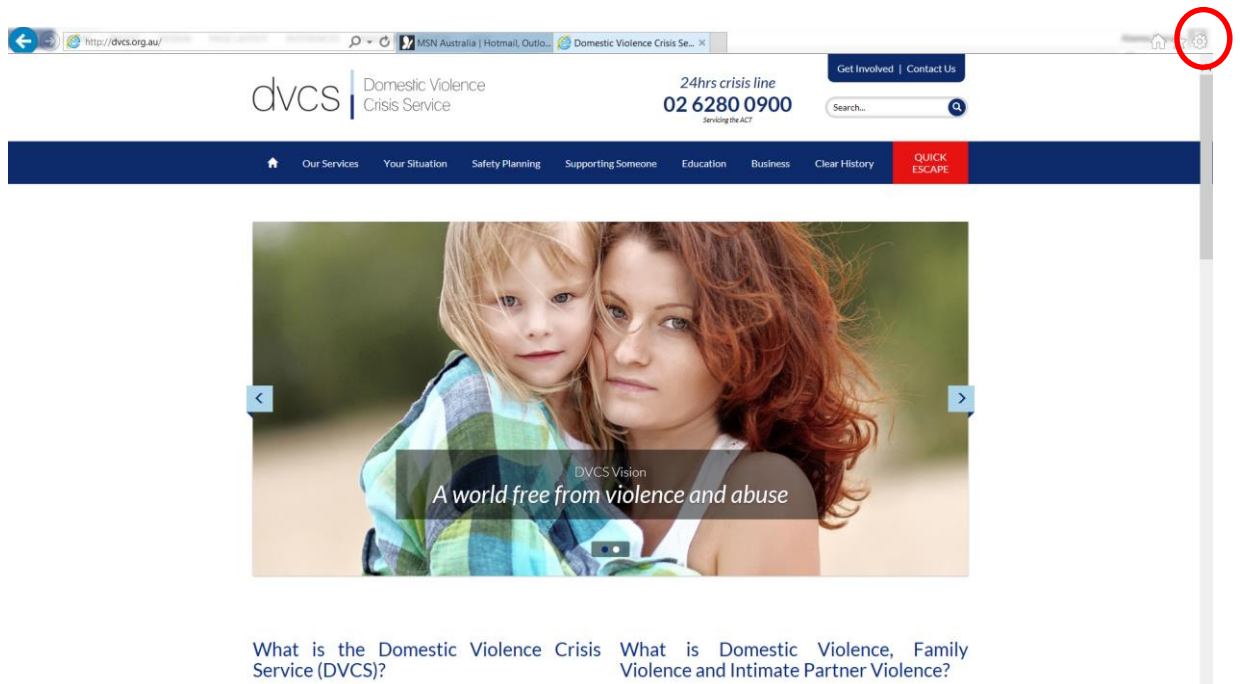 http://dvcs.org.au/
MSN Australia | Hotmail, Outlo...
Domestic Violence Crisis Se...
dvcs
Domestic Violence
Crisis Service
24hrs crisis line
02 6280 0900
Servicing the ACT
Get Involved | Contact Us
Search...
Our Services
Your Situation
Safety Planning
Supporting Someone
Education
Business
Clear History
QUICK
ESCAPE
DVCS Vision
A world free from violence and abuse
What is the Domestic Violence Crisis
Service (DVCS)?
What is Domestic Violence, Family
Violence and Intimate Partner Violence?